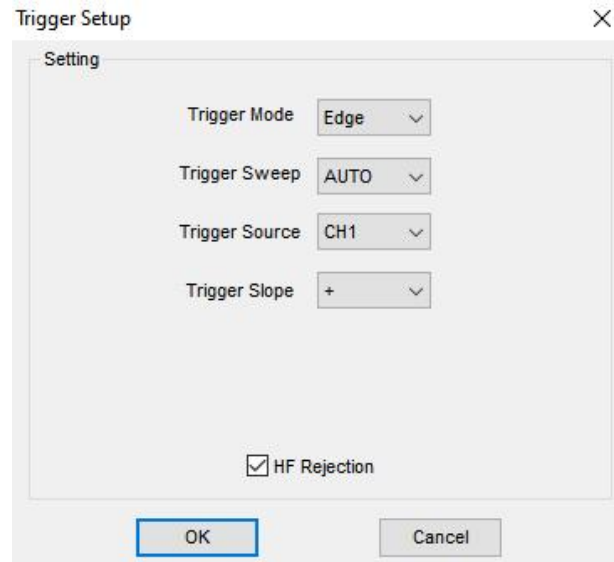 Trigger Setup
Setting
Trigger Mode Edge
Trigger Sweep AUTO
Trigger Source CH1
Trigger Slope +
HF Rejection
OK Cancel